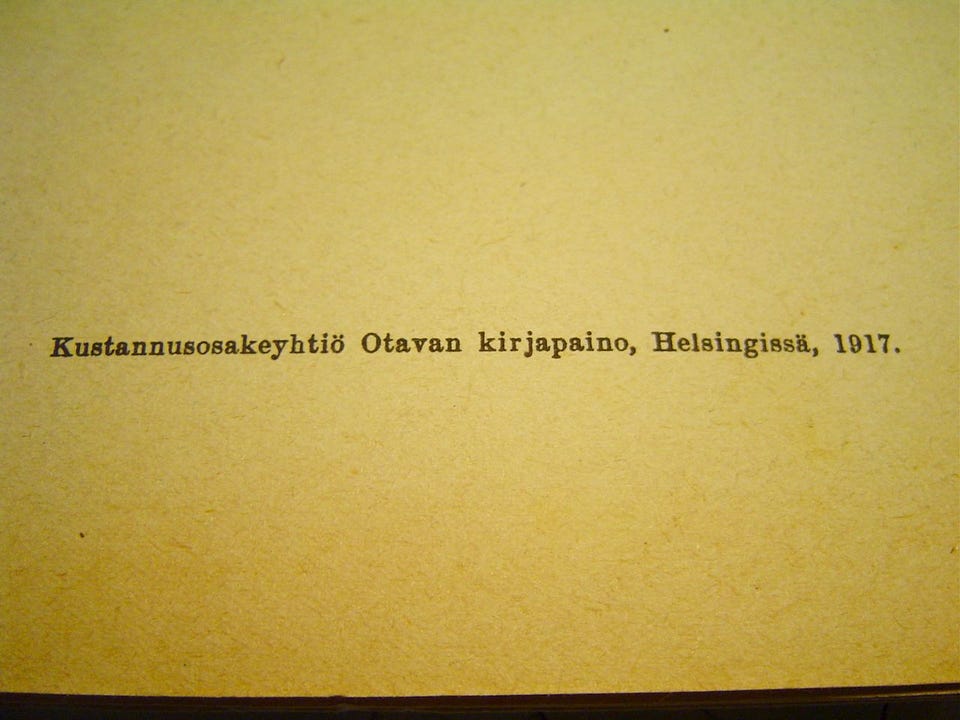 Kustannusosakeyhtiö Otavan kirjapaino, Helsingissä, 1917.